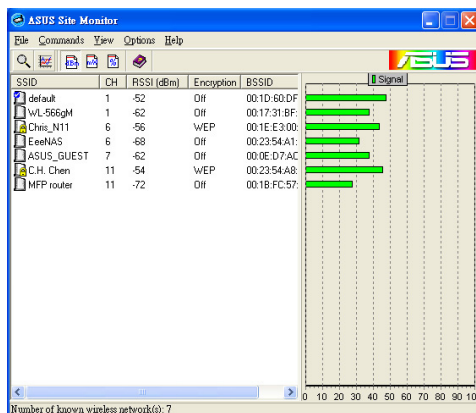 ASUS Site Monitor
File Commands View Options Help
ASUS
SSID CH RSSI (dBm) Encryption BSSID Signal
default 1 -52 Off 00:1D:60:DF
WL-566gM 1 -62 Off 00:17:31:BF:
Chris_N11 6 -56 WEP 00:1E:E3:00:
EeeNAS 6 -68 Off 00:23:54:A1:
ASUS_GUEST 7 -62 Off 00:0E:D7:AC
C.H. Chen 11 -54 WEP 00:23:54:A8:
MFP router 11 -72 Off 00:1B:FC:57:
0 10 20 30 40 50 60 70 80 90 100
Number of known wireless network(s): 7